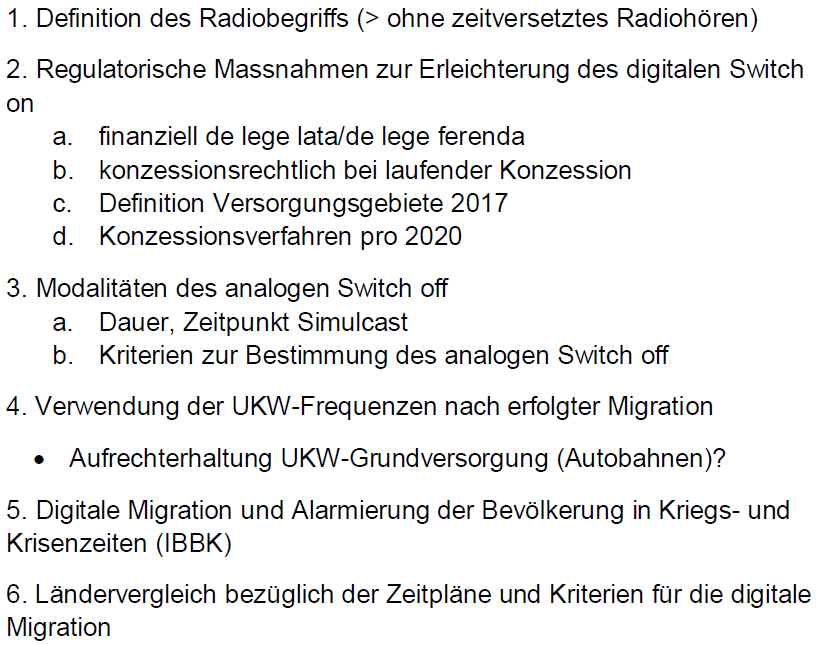 1. Definition des Radiobegriffs (> ohne zeitversetztes Radiohören)
2. Regulatorische Massnahmen zur Erleichterung des digitalen Switch
on
a. finanziell de lege lata/de lege ferenda
b. konzessionsrechtlich bei laufender Konzession
c. Definition Versorgungsgebiete 2017
d. Konzessionsverfahren pro 2020
3. Modalitäten des analogen Switch off
a. Dauer, Zeitpunkt Simulcast
b. Kriterien zur Bestimmung des analogen Switch off
4. Verwendung der UKW-Frequenzen nach erfolgter Migration
• Aufrechterhaltung UKW-Grundversorgung (Autobahnen)?
5. Digitale Migration und Alarmierung der Bevölkerung in Kriegs- und
Krisenzeiten (IBBK)
6. Ländervergleich bezüglich der Zeitpläne und Kriterien für die digitale
Migration